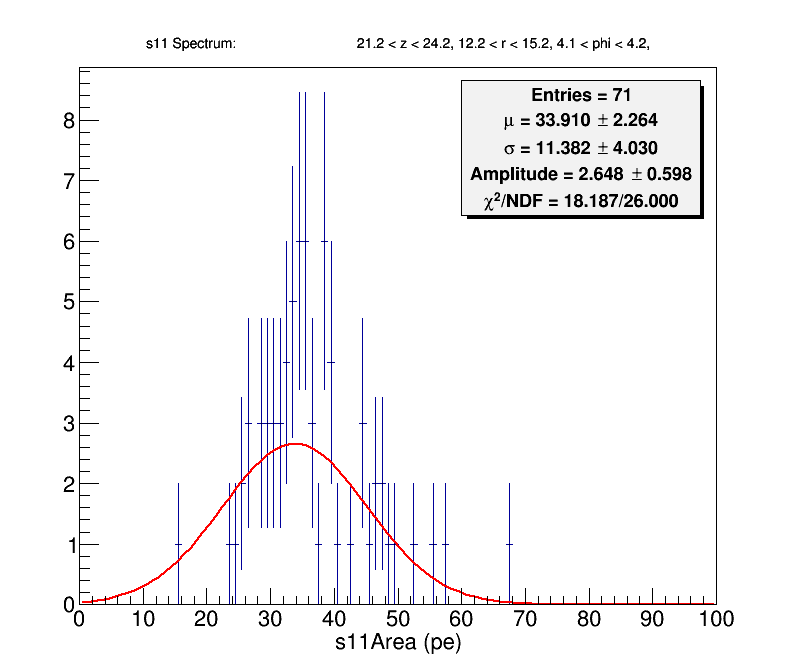 s11 Spectrum: 21.2 < z < 24.2, 12.2 < r < 15.2, 4.1 < phi < 4.2,
Entries = 71
μ = 33.910 ± 2.264
σ = 11.382 ± 4.030
Amplitude = 2.648 ± 0.598
χ²/NDF = 18.187/26.000
8
7
6
5
4
3
2
1
0
0 10 20 30 40 50 60 70 80 90 100
s11Area (pe)